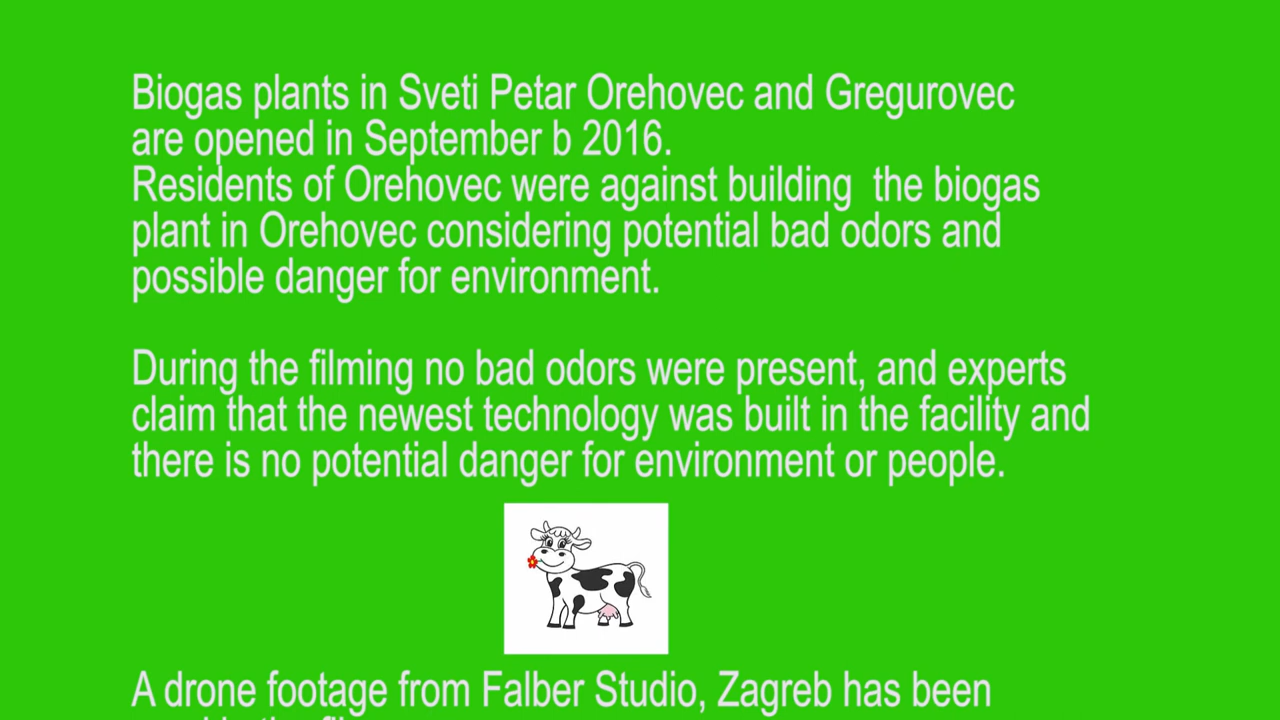 Biogas plants in Sveti Petar Orehovec and Gregurovec
are opened in September b 2016.
Residents of Orehovec were against building  the biogas
plant in Orehovec considering potential bad odors and
possible danger for environment.
During the filming no bad odors were present, and experts
claim that the newest technology was built in the facility and
there is no potential danger for environment or people.
A drone footage from Falber Studio, Zagreb has been